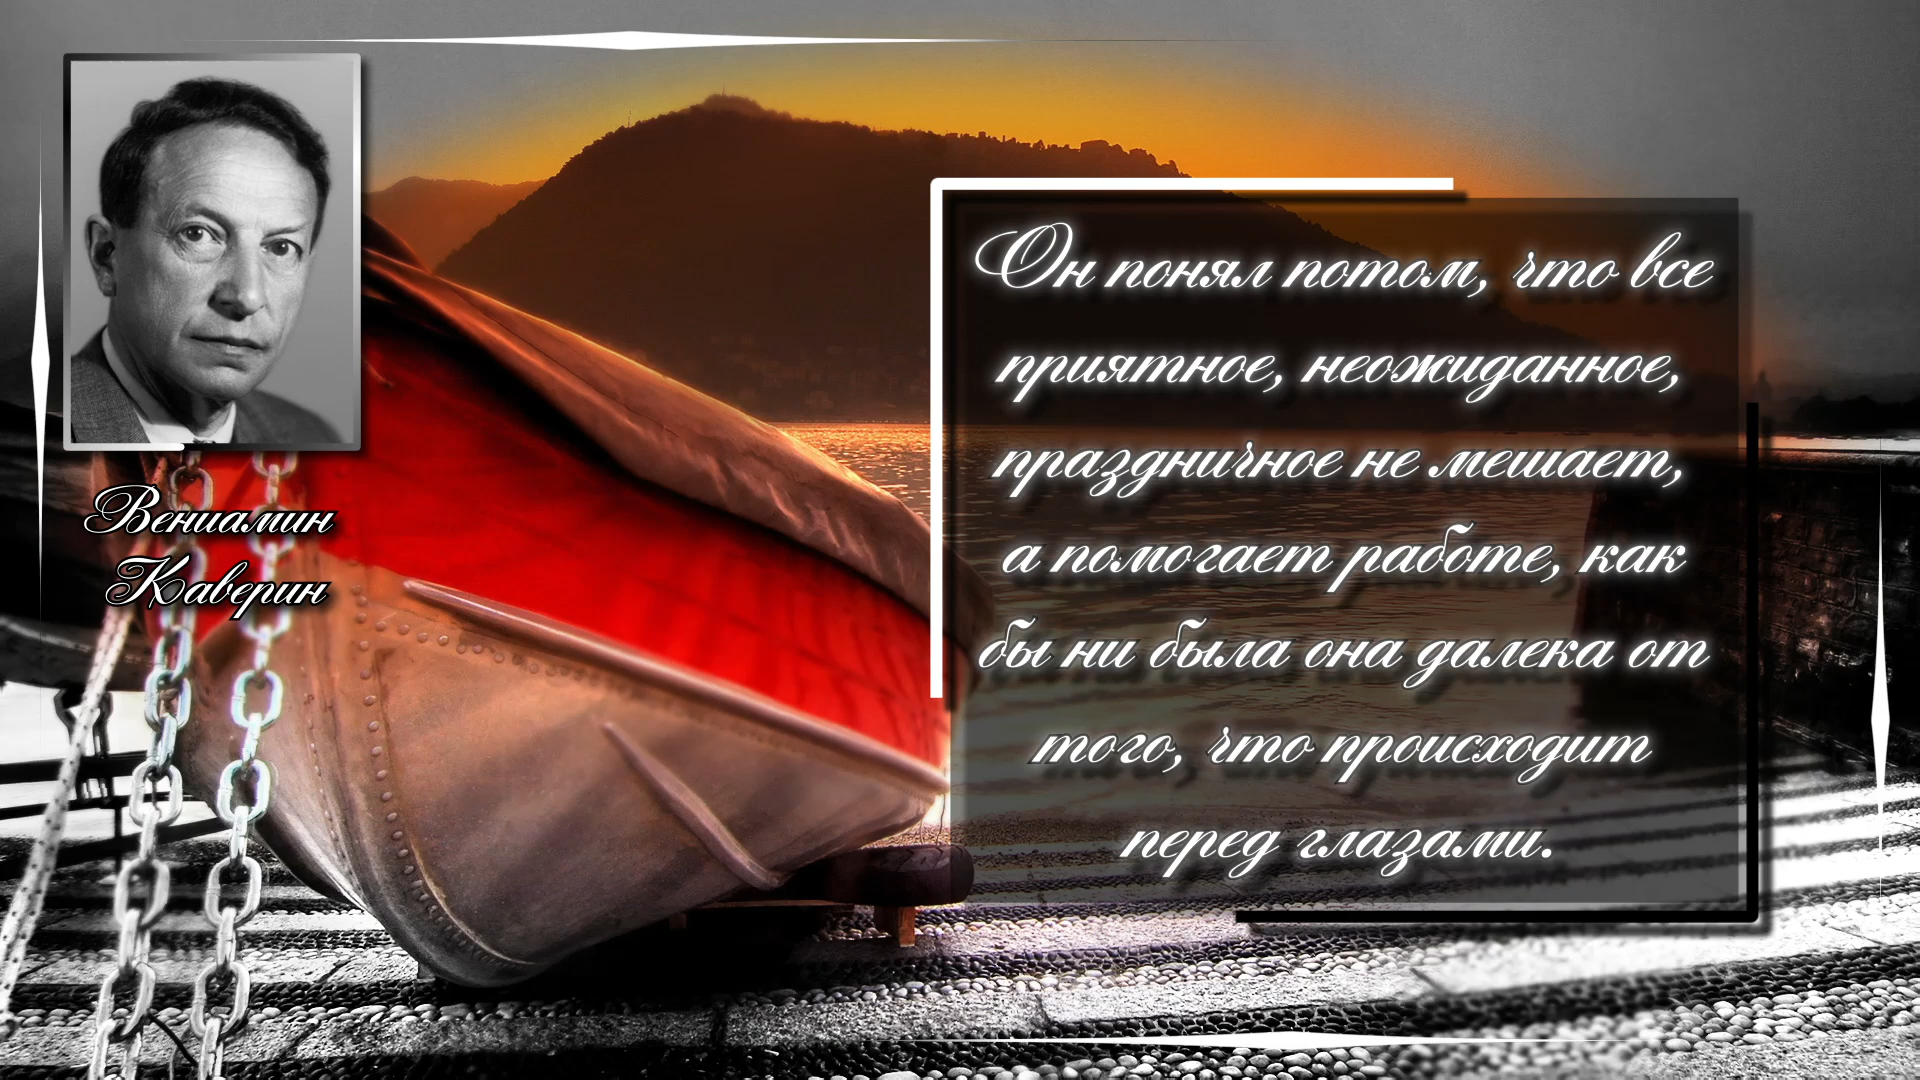 Вениамин
Каверин
Он понял потом, что все
приятное, неожиданное,
праздничное не мешает,
а помогает работе, как
бы ни была она далека от
того, что происходит
перед глазами.